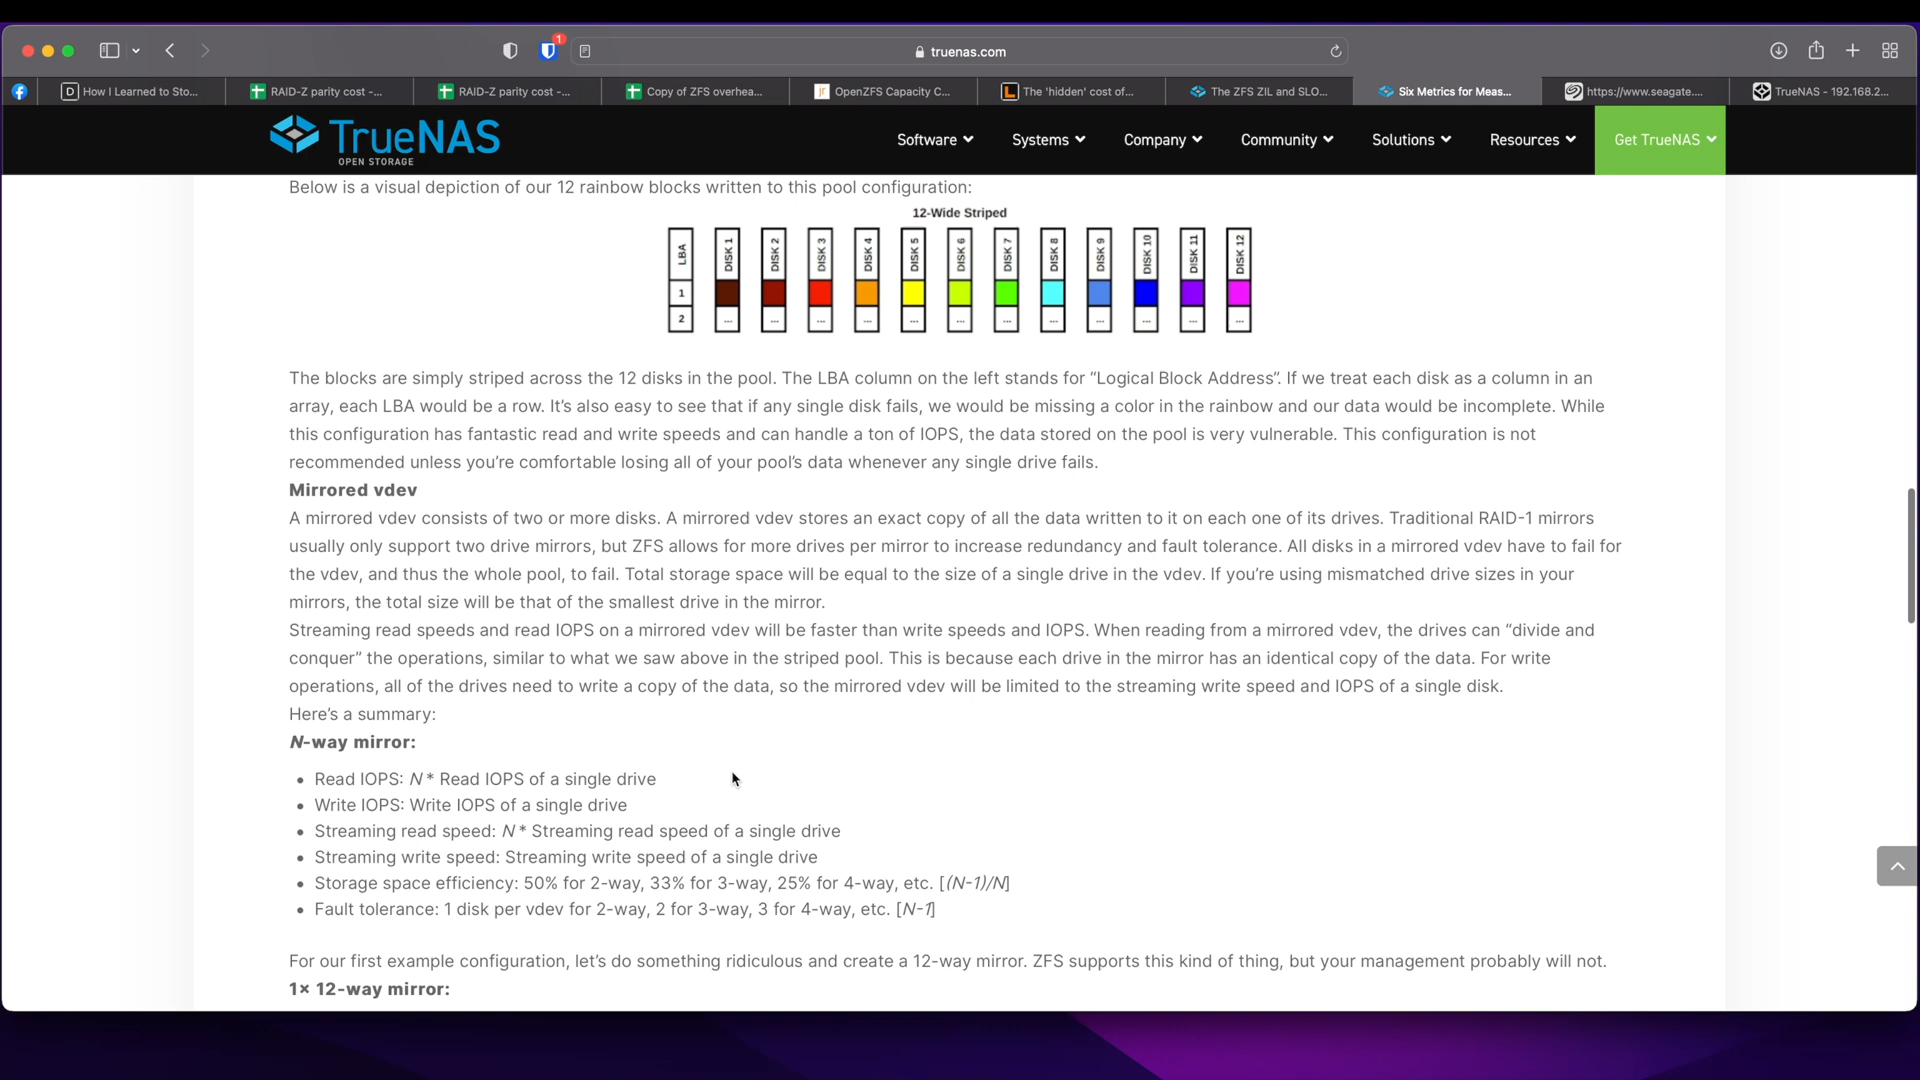 1
truenas.com
How I Learned to Sto...
RAID-Z parity cost -...
RAID-Z parity cost -...
Copy of ZFS overhea...
OpenZFS Capacity C...
The 'hidden' cost of...
The ZFS ZIL and SLO...
Six Metrics for Meas...
https://www.seagate....
TrueNAS - 192.168.2...
TrueNAS
OPEN STORAGE
Software Systems Company Community Solutions Resources Get TrueNAS
Below is a visual depiction of our 12 rainbow blocks written to this pool configuration:
12-Wide Striped
LBA DISK 1 DISK 2 DISK 3 DISK 4 DISK 5 DISK 6 DISK 7 DISK 8 DISK 9 DISK 10 DISK 11 DISK 12
1
2 ... ... ... ... ... ... ... ... ... ... ... ...
The blocks are simply striped across the 12 disks in the pool. The LBA column on the left stands for “Logical Block Address”. If we treat each disk as a column in an
array, each LBA would be a row. It’s also easy to see that if any single disk fails, we would be missing a color in the rainbow and our data would be incomplete. While
this configuration has fantastic read and write speeds and can handle a ton of IOPS, the data stored on the pool is very vulnerable. This configuration is not
recommended unless you’re comfortable losing all of your pool’s data whenever any single drive fails.
Mirrored vdev
A mirrored vdev consists of two or more disks. A mirrored vdev stores an exact copy of all the data written to it on each one of its drives. Traditional RAID-1 mirrors
usually only support two drive mirrors, but ZFS allows for more drives per mirror to increase redundancy and fault tolerance. All disks in a mirrored vdev have to fail for
the vdev, and thus the whole pool, to fail. Total storage space will be equal to the size of a single drive in the vdev. If you’re using mismatched drive sizes in your
mirrors, the total size will be that of the smallest drive in the mirror.
Streaming read speeds and read IOPS on a mirrored vdev will be faster than write speeds and IOPS. When reading from a mirrored vdev, the drives can “divide and
conquer” the operations, similar to what we saw above in the striped pool. This is because each drive in the mirror has an identical copy of the data. For write
operations, all of the drives need to write a copy of the data, so the mirrored vdev will be limited to the streaming write speed and IOPS of a single disk.
Here’s a summary:
N-way mirror:
• Read IOPS: N * Read IOPS of a single drive
• Write IOPS: Write IOPS of a single drive
• Streaming read speed: N * Streaming read speed of a single drive
• Streaming write speed: Streaming write speed of a single drive
• Storage space efficiency: 50% for 2-way, 33% for 3-way, 25% for 4-way, etc. [(N-1)/N]
• Fault tolerance: 1 disk per vdev for 2-way, 2 for 3-way, 3 for 4-way, etc. [N-1]
For our first example configuration, let’s do something ridiculous and create a 12-way mirror. ZFS supports this kind of thing, but your management probably will not.
1× 12-way mirror: